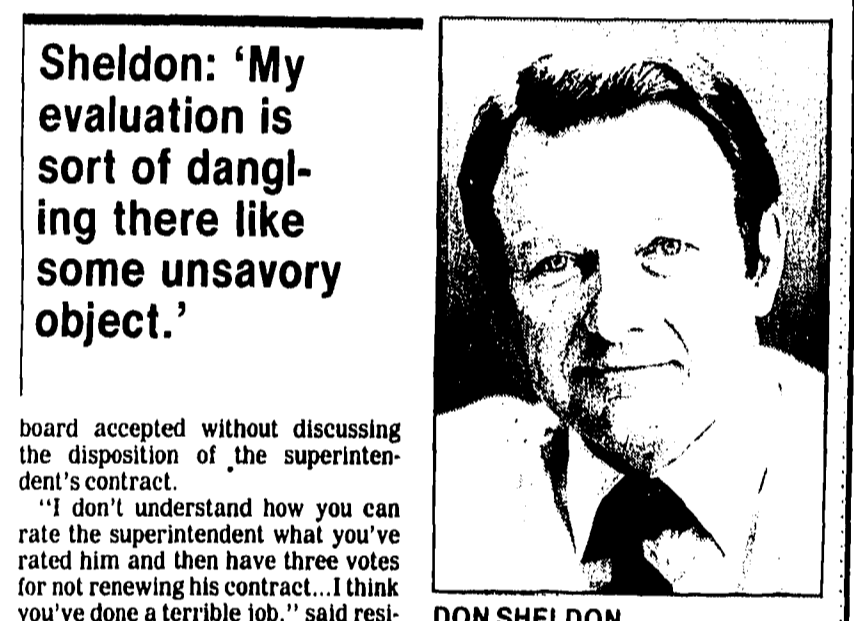 Sheldon: ‘My
evaluation is
sort of dangl-
ing there like
some unsavory
object.’
board accepted without discussing
the disposition of the superinten-
dent's contract.
“I don't understand how you can
rate the superintendent what you've
rated him and then have three votes
for not renewing his contract...I think
you've done a terrible job,” said resi-
DON SHELDON